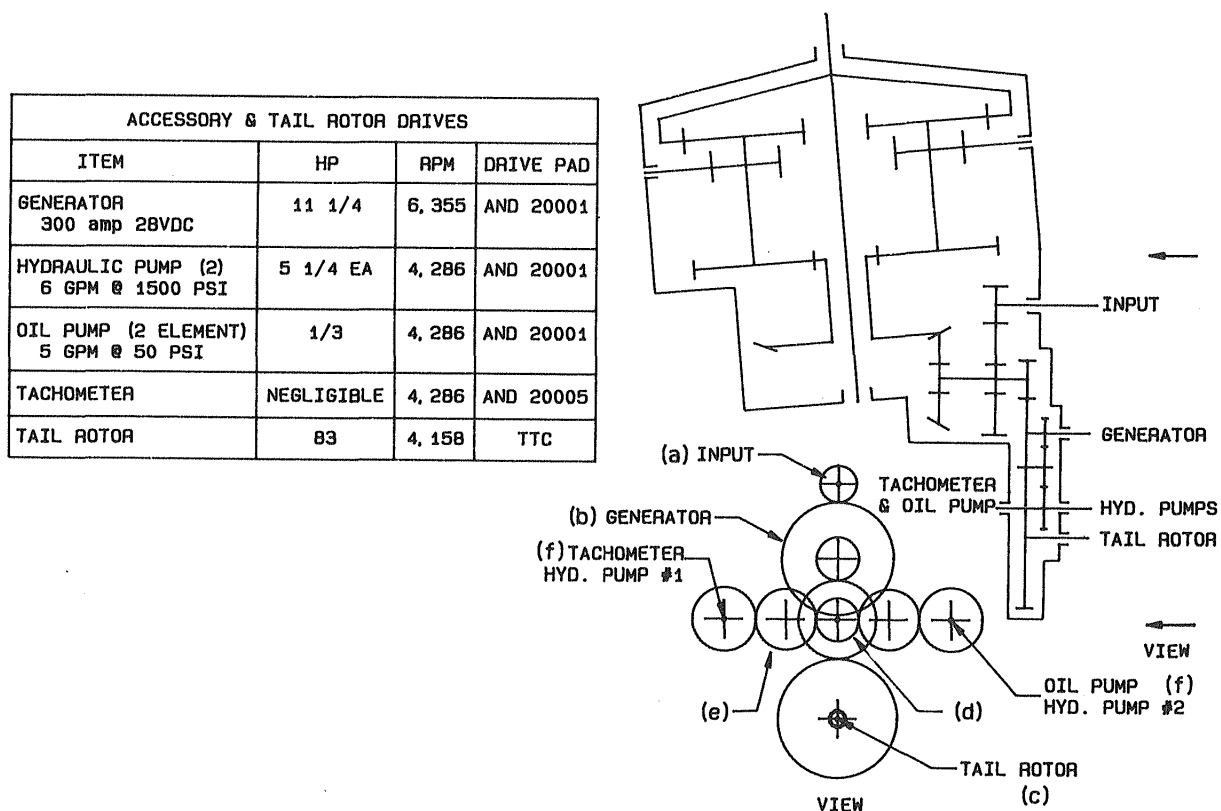 ACCESSORY & TAIL ROTOR DRIVES
ITEM HP RPM DRIVE PAD
GENERATOR 11 1/4 6,355 AND 20001
300 amp 28VDC
HYDRAULIC PUMP (2) 5 1/4 EA 4,286 AND 20001
6 GPM @ 1500 PSI
OIL PUMP (2 ELEMENT) 1/3 4,286 AND 20001
5 GPM @ 50 PSI
TACHOMETER NEGLIGIBLE 4,286 AND 20005
TAIL ROTOR 83 4,158 TTC
INPUT
GENERATOR
TACHOMETER
& OIL PUMP
HYD. PUMPS
TAIL ROTOR
VIEW
(a) INPUT
(b) GENERATOR
(f) TACHOMETER
HYD. PUMP #1
(e)
(d)
OIL PUMP (f)
HYD. PUMP #2
TAIL ROTOR
(c)
VIEW